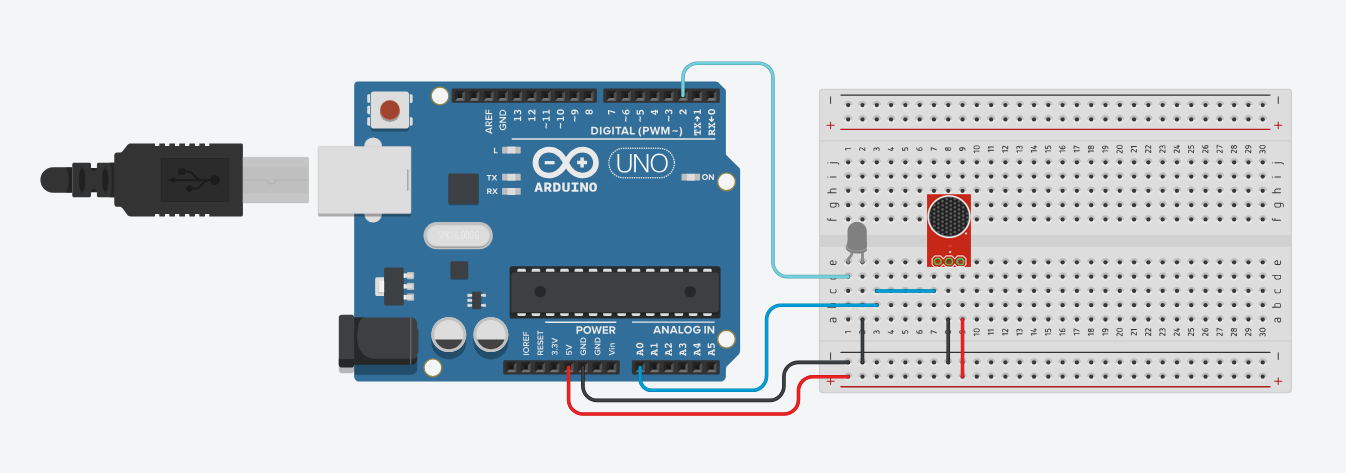 AREF
GND
13
12
~11
~10
~9
8
7
~6
~5
4
~3
2
TX→1
RX←0
DIGITAL (PWM~)
L
TX
RX
ARDUINO
UNO
ON
POWER
ANALOG IN
IOREF
RESET
3.3V
5V
GND
GND
Vin
A0
A1
A2
A3
A4
A5
− −
+ +
1 2 3 4 5 6 7 8 9 10 11 12 13 14 15 16 17 18 19 20 21 22 23 24 25 26 27 28 29 30
j j
i i
h h
g g
f f
e e
d d
c c
b b
a a
1 2 3 4 5 6 7 8 9 10 11 12 13 14 15 16 17 18 19 20 21 22 23 24 25 26 27 28 29 30
− −
+ +